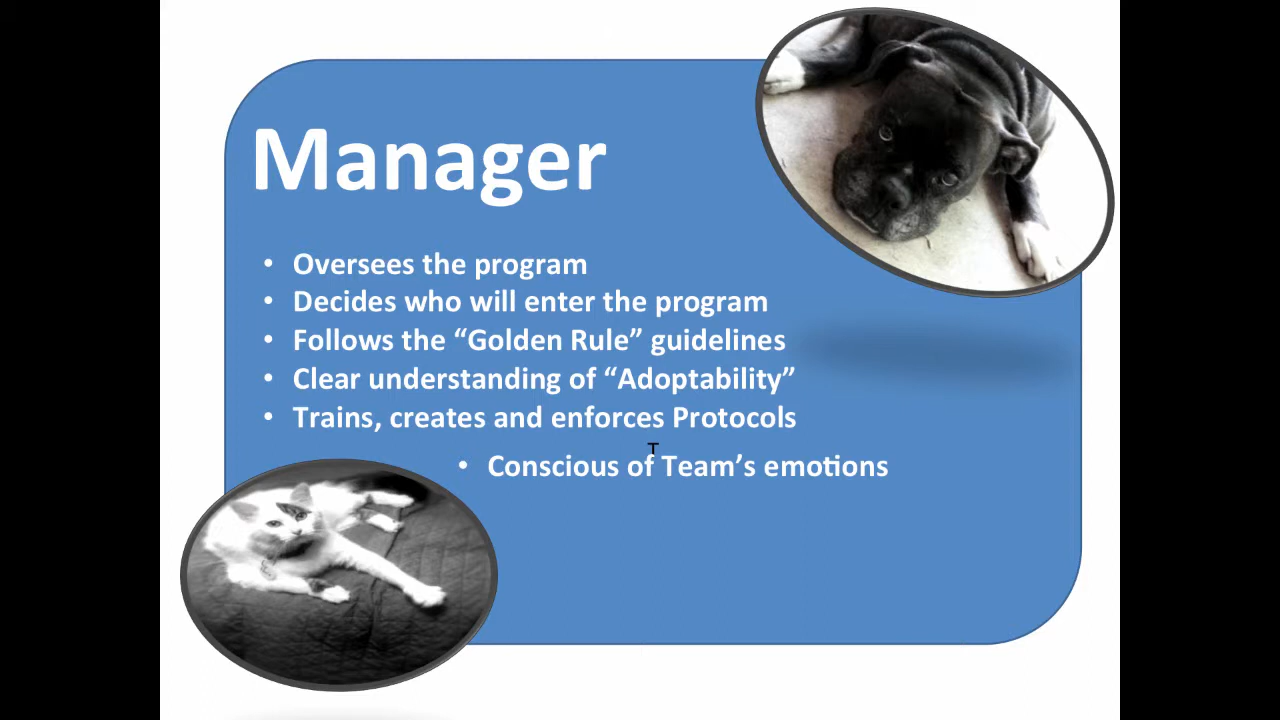 Manager
• Oversees the program
• Decides who will enter the program
• Follows the “Golden Rule” guidelines
• Clear understanding of “Adoptability”
• Trains, creates and enforces Protocols
• Conscious of Team’s emotions